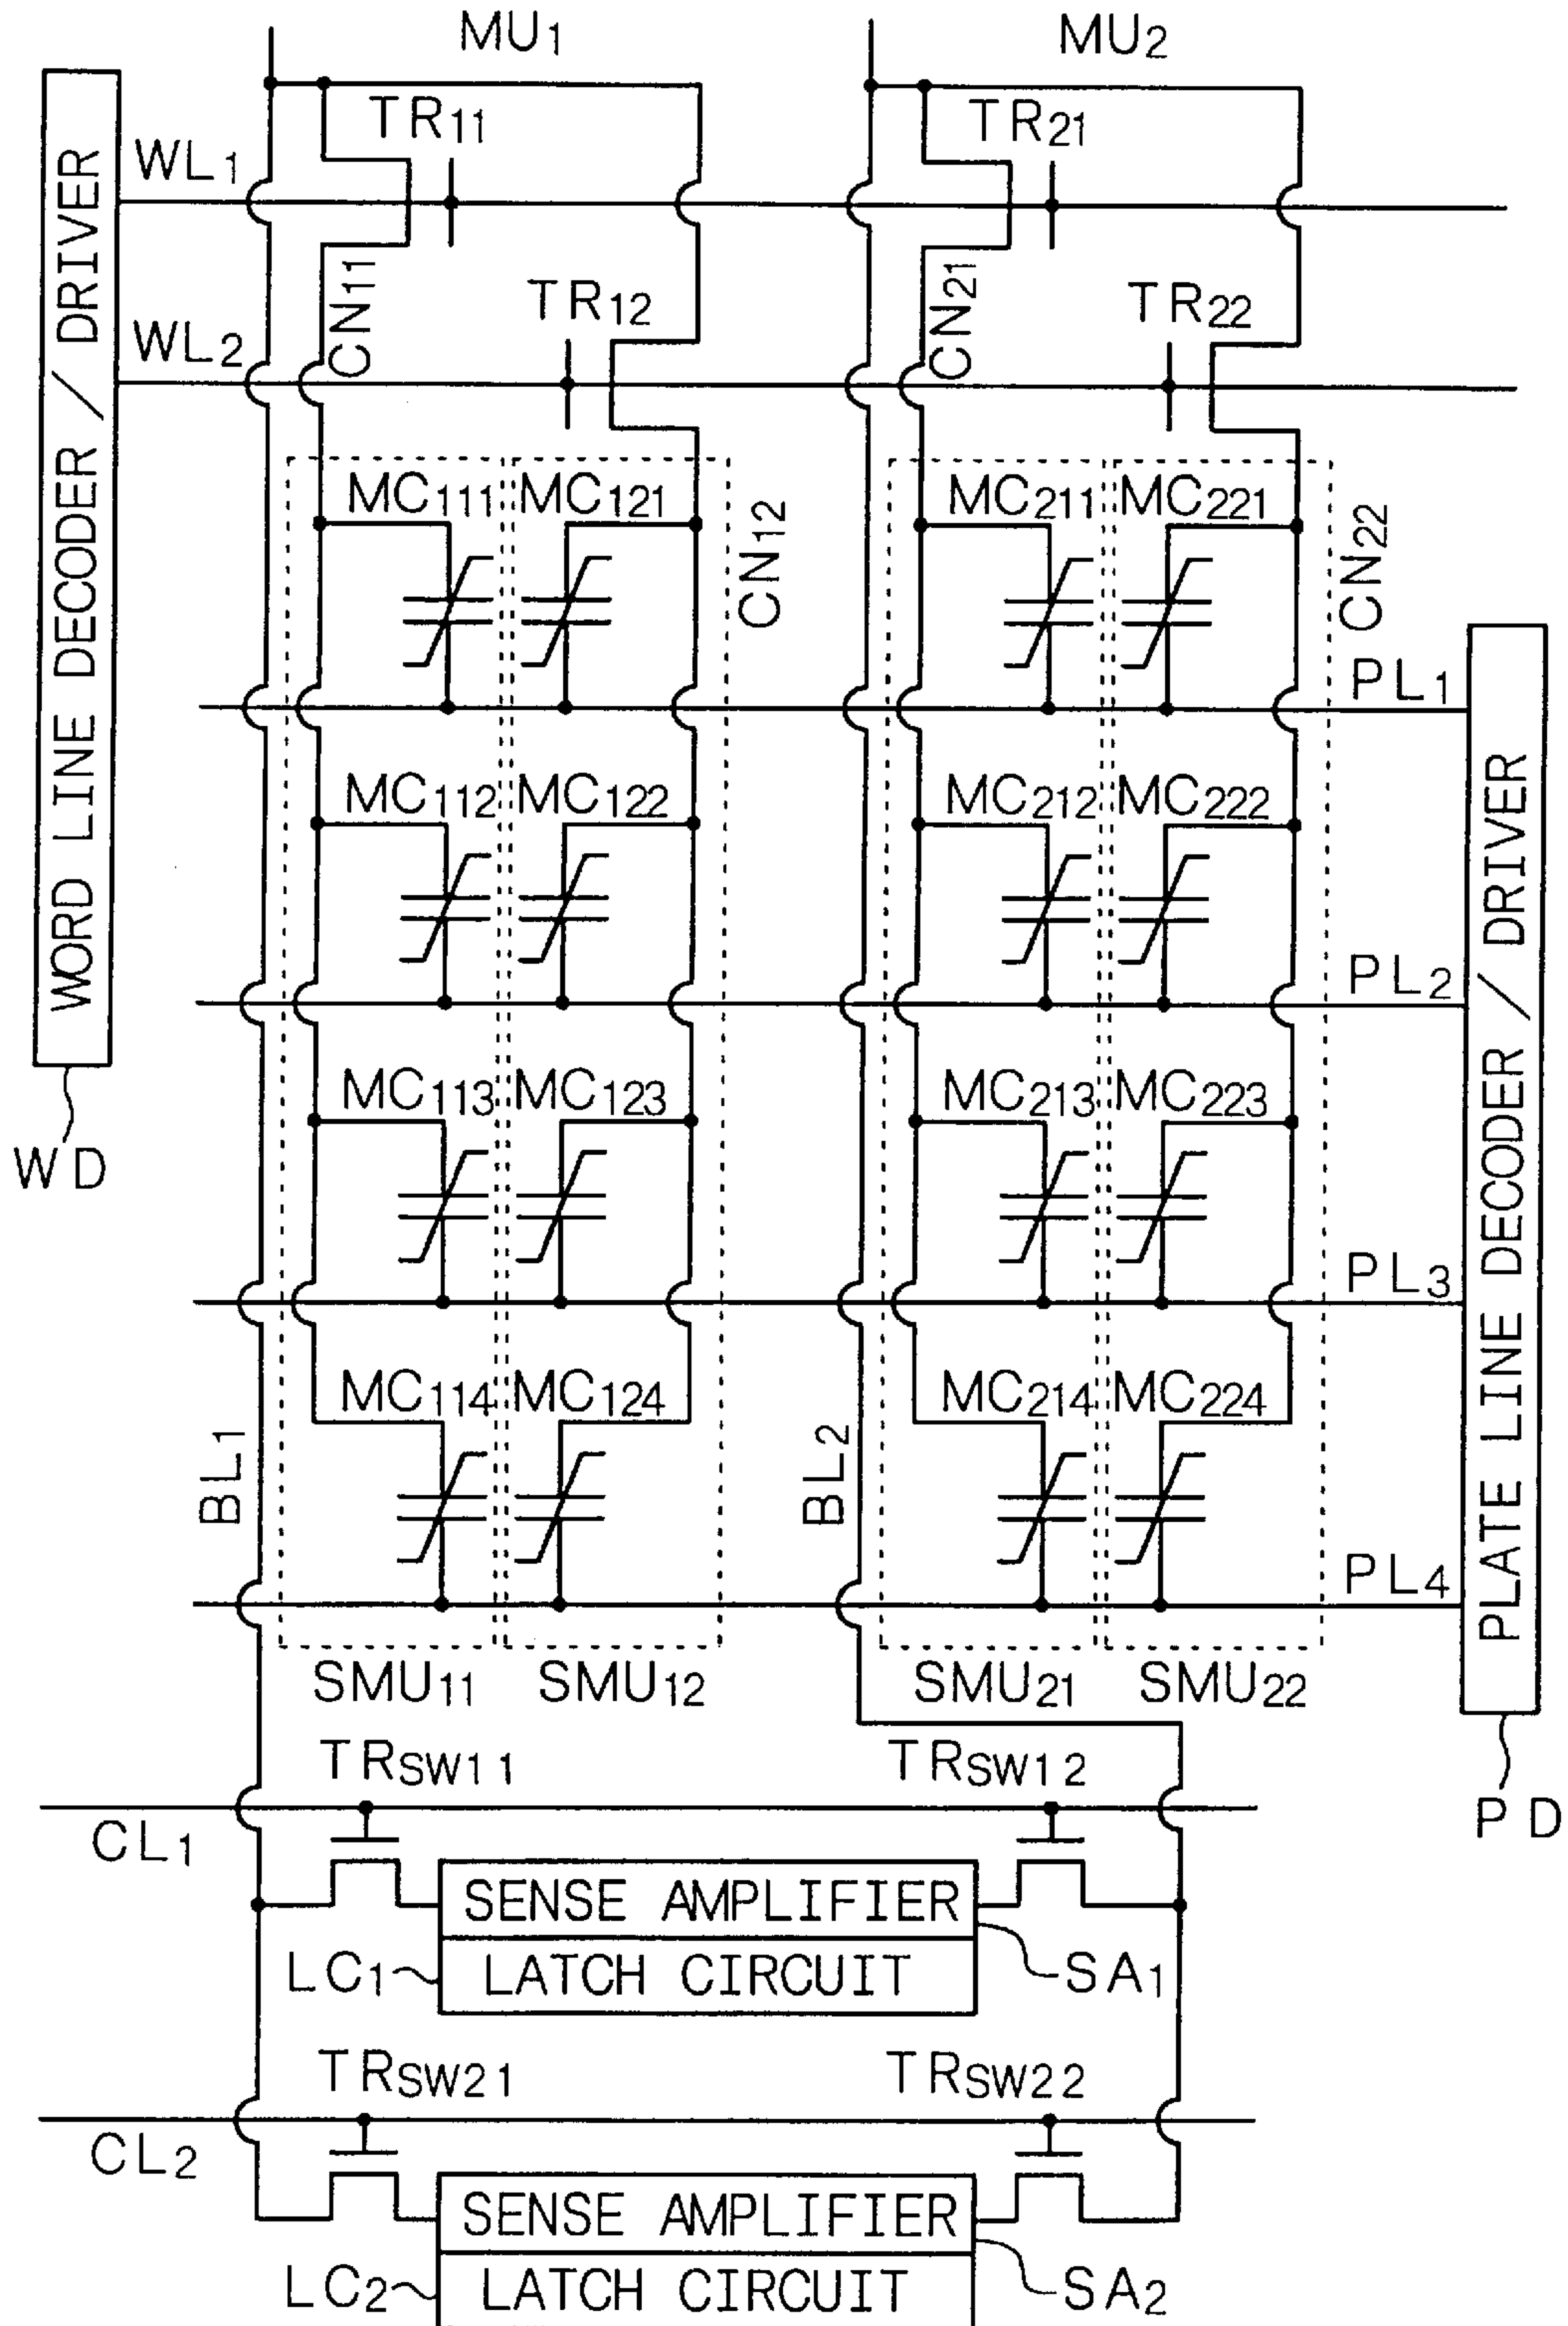 MU1 MU2
TR11 TR21
WL1
CN11 CN21
TR12 TR22
WL2
WORD LINE DECODER / DRIVER
MC111 MC121 MC211 MC221
CN12 CN22
PL1
MC112 MC122 MC212 MC222
PL2
MC113 MC123 MC213 MC223
WD
PL3
MC114 MC124 MC214 MC224
BL1 BL2
PL4
PLATE LINE DECODER / DRIVER
SMU11 SMU12 SMU21 SMU22
TRSW11 TRSW12
PD
CL1
SENSE AMPLIFIER
LC1 LATCH CIRCUIT SA1
TRSW21 TRSW22
CL2
SENSE AMPLIFIER
LC2 LATCH CIRCUIT SA2